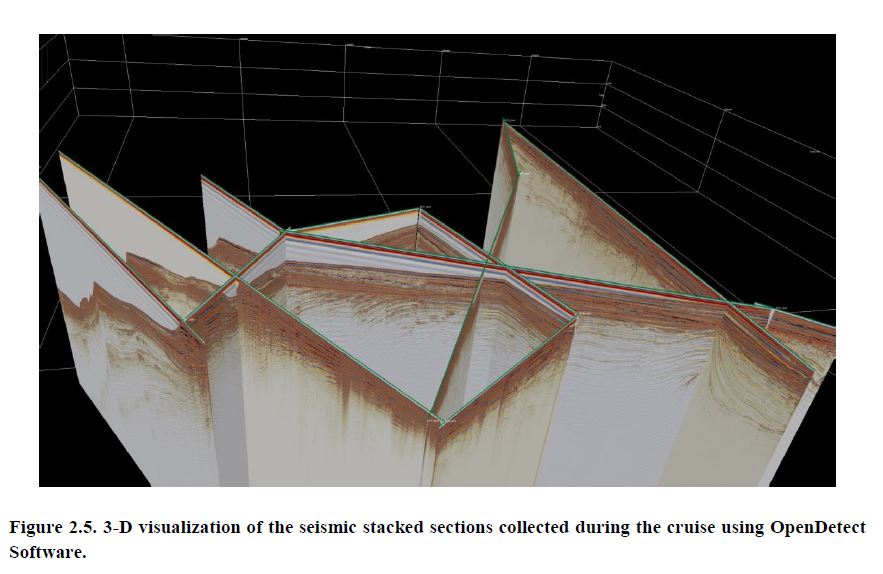 Figure 2.5. 3-D visualization of the seismic stacked sections collected during the cruise using OpenDetect
Software.